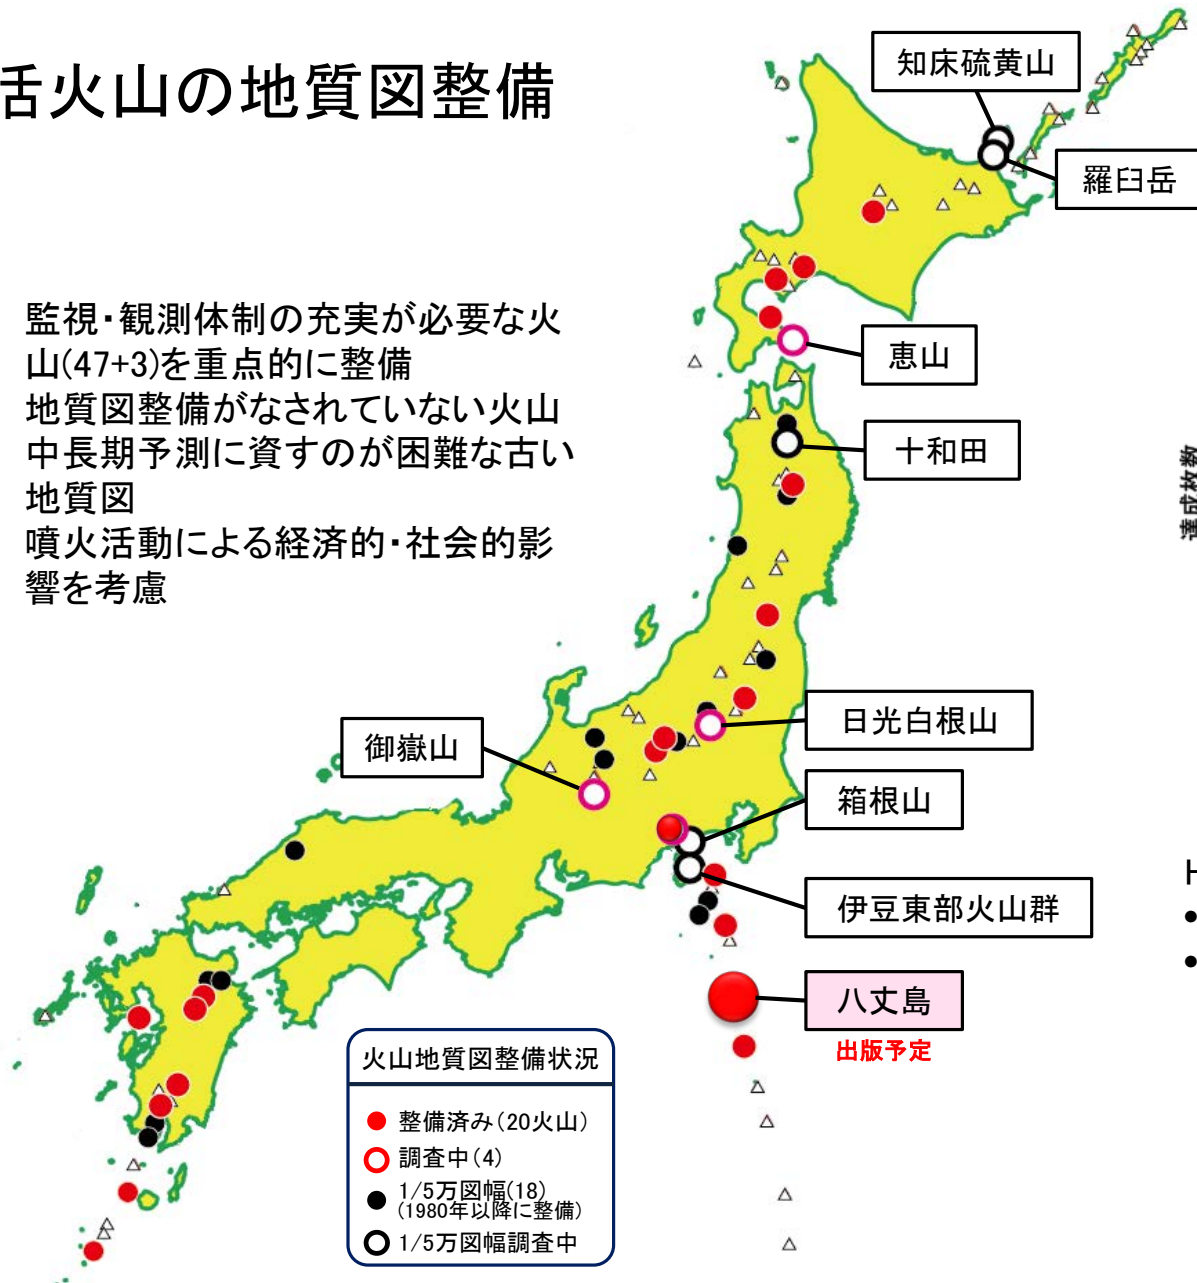 活火山の地質図整備
監視・観測体制の充実が必要な火
山(47+3)を重点的に整備
地質図整備がなされていない火山
中長期予測に資すのが困難な古い
地質図
噴火活動による経済的・社会的影
響を考慮
知床硫黄山
羅臼岳
恵山
十和田
達成枚数
日光白根山
御嶽山
箱根山
伊豆東部火山群
八丈島
出版予定
火山地質図整備状況
整備済み(20火山)
調査中(4)
1/5万図幅(18)
(1980年以降に整備)
1/5万図幅調査中
H
•
•